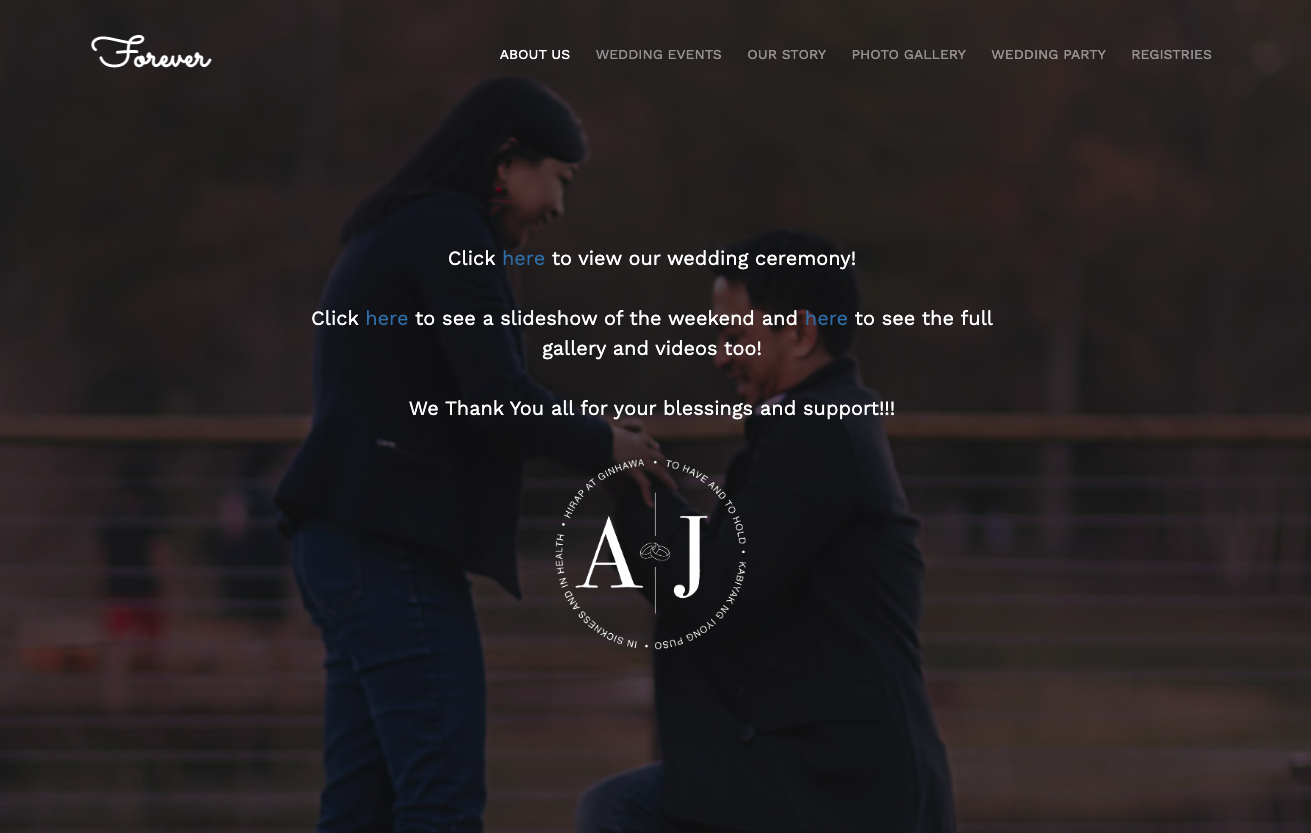 Forever
ABOUT US WEDDING EVENTS OUR STORY PHOTO GALLERY WEDDING PARTY REGISTRIES
Click here to view our wedding ceremony!
Click here to see a slideshow of the weekend and here to see the full
gallery and videos too!
We Thank You all for your blessings and support!!!
• TO HAVE AND TO HOLD • KABIYAK NG IYONG PUSO • IN SICKNESS AND IN HEALTH • HIRAP AT GINHAWA
A J